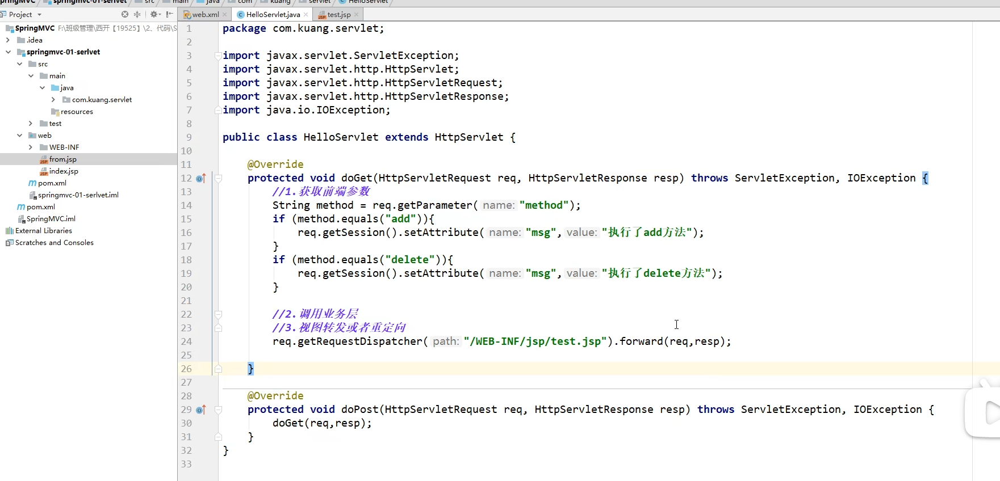 springmvc-01-serlvet src main java com kuang servlet HelloServlet
Project
web.xml
HelloServlet.java
test.jsp
SpringMVC F:\班级管理\西开【19525】\2、代码\S
.idea
springmvc-01-serlvet
src
main
java
com.kuang.servlet
resources
test
web
WEB-INF
from.jsp
index.jsp
pom.xml
springmvc-01-serlvet.iml
pom.xml
SpringMVC.iml
External Libraries
Scratches and Consoles
1 package com.kuang.servlet;
2
3 import javax.servlet.ServletException;
4 import javax.servlet.http.HttpServlet;
5 import javax.servlet.http.HttpServletRequest;
6 import javax.servlet.http.HttpServletResponse;
7 import java.io.IOException;
8
9 public class HelloServlet extends HttpServlet {
10
11 @Override
12 protected void doGet(HttpServletRequest req, HttpServletResponse resp) throws ServletException, IOException {
13 //1.获取前端参数
14 String method = req.getParameter( name: "method");
15 if (method.equals("add")){
16 req.getSession().setAttribute( name: "msg", value: "执行了add方法");
17 }
18 if (method.equals("delete")){
19 req.getSession().setAttribute( name: "msg", value: "执行了delete方法");
20 }
21
22 //2.调用业务层
23 //3.视图转发或者重定向
24 req.getRequestDispatcher( path: "/WEB-INF/jsp/test.jsp").forward(req,resp);
25
26 }
27
28 @Override
29 protected void doPost(HttpServletRequest req, HttpServletResponse resp) throws ServletException, IOException {
30 doGet(req,resp);
31 }
32 }
33